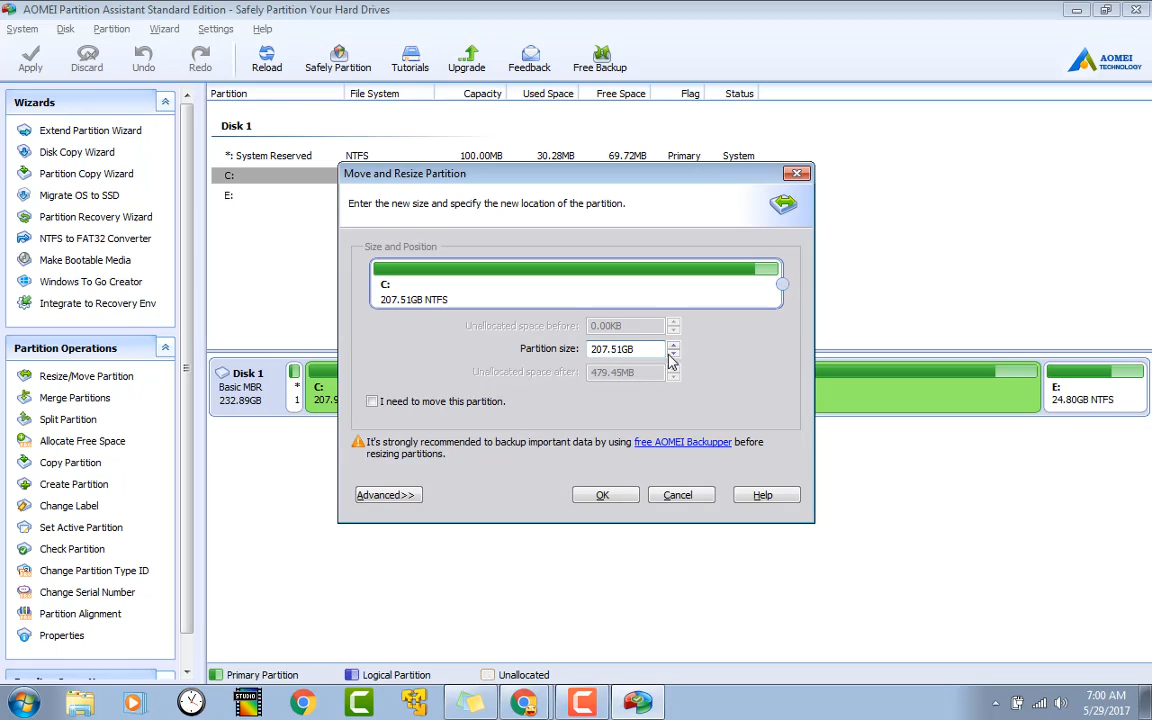 AOMEI Partition Assistant Standard Edition - Safely Partition Your Hard Drives
System Disk Partition Wizard Settings Help
Apply Discard Undo Redo Reload Safely Partition Tutorials Upgrade Feedback Free Backup
AOMEI
TECHNOLOGY
Wizards
Extend Partition Wizard
Disk Copy Wizard
Partition Copy Wizard
Migrate OS to SSD
Partition Recovery Wizard
NTFS to FAT32 Converter
Make Bootable Media
Windows To Go Creator
Integrate to Recovery Env
Partition Operations
Resize/Move Partition
Merge Partitions
Split Partition
Allocate Free Space
Copy Partition
Create Partition
Change Label
Set Active Partition
Check Partition
Change Partition Type ID
Change Serial Number
Partition Alignment
Properties
Partition File System Capacity Used Space Free Space Flag Status
Disk 1
*: System Reserved NTFS 100.00MB 30.28MB 69.72MB Primary System
C:
E:
Move and Resize Partition
Enter the new size and specify the new location of the partition.
Size and Position
C:
207.51GB NTFS
Unallocated space before: 0.00KB
Partition size: 207.51GB
Unallocated space after: 479.45MB
I need to move this partition.
It's strongly recommended to backup important data by using free AOMEI Backupper before
resizing partitions.
Advanced>> OK Cancel Help
Disk 1
Basic MBR
232.89GB
*
1
C:
207.9
E:
24.80GB NTFS
Primary Partition Logical Partition Unallocated
STUDIO
7:00 AM
5/29/2017